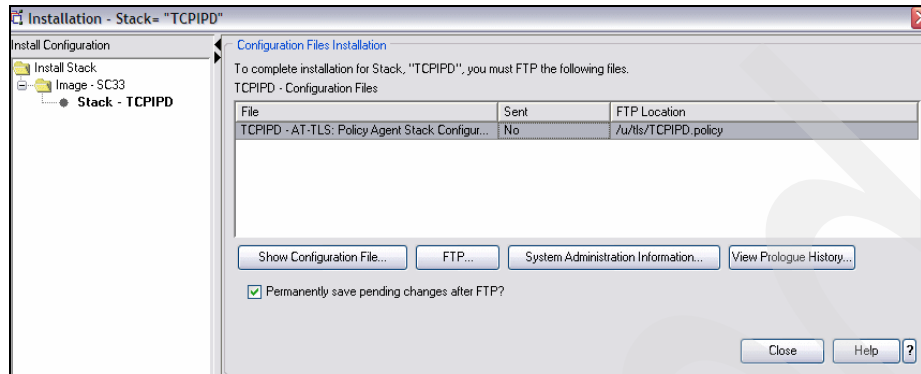 Installation - Stack= "TCPIPD"
Install Configuration
Install Stack
Image - SC33
Stack - TCPIPD
Configuration Files Installation
To complete installation for Stack, "TCPIPD", you must FTP the following files.
TCPIPD - Configuration Files
File Sent FTP Location
TCPIPD - AT-TLS: Policy Agent Stack Configur... No /u/tls/TCPIPD.policy
Show Configuration File... FTP... System Administration Information... View Prologue History...
Permanently save pending changes after FTP?
Close Help ?